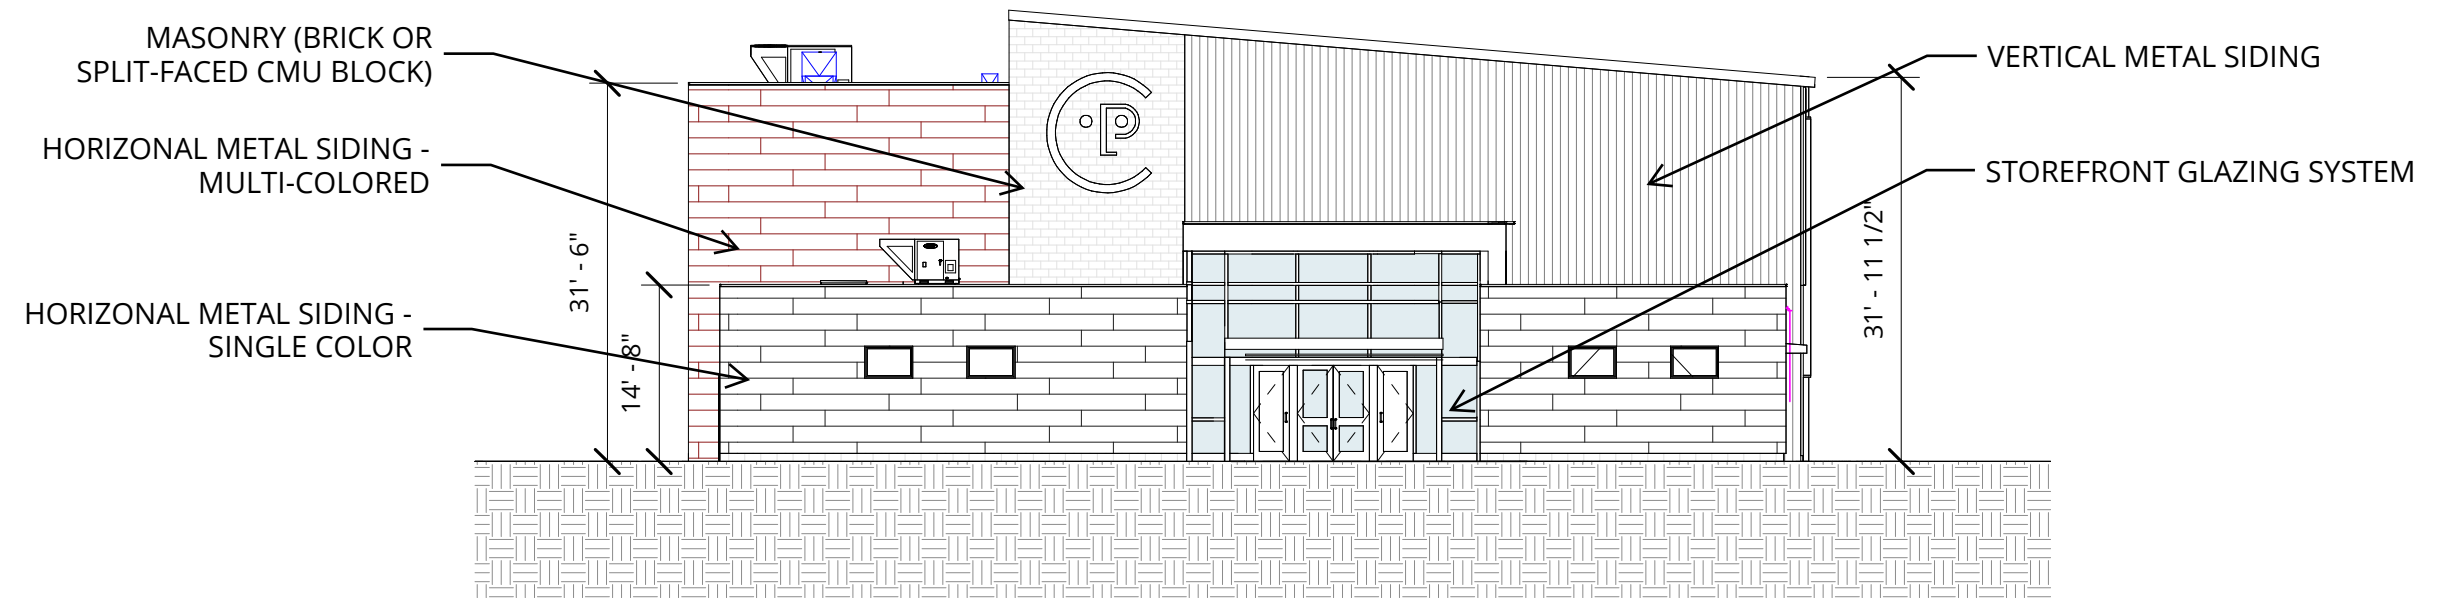 MASONRY (BRICK OR
SPLIT-FACED CMU BLOCK)
HORIZONAL METAL SIDING -
MULTI-COLORED
HORIZONAL METAL SIDING -
SINGLE COLOR
31' - 6"
14' - 8"
CP
VERTICAL METAL SIDING
STOREFRONT GLAZING SYSTEM
31' - 11 1/2"